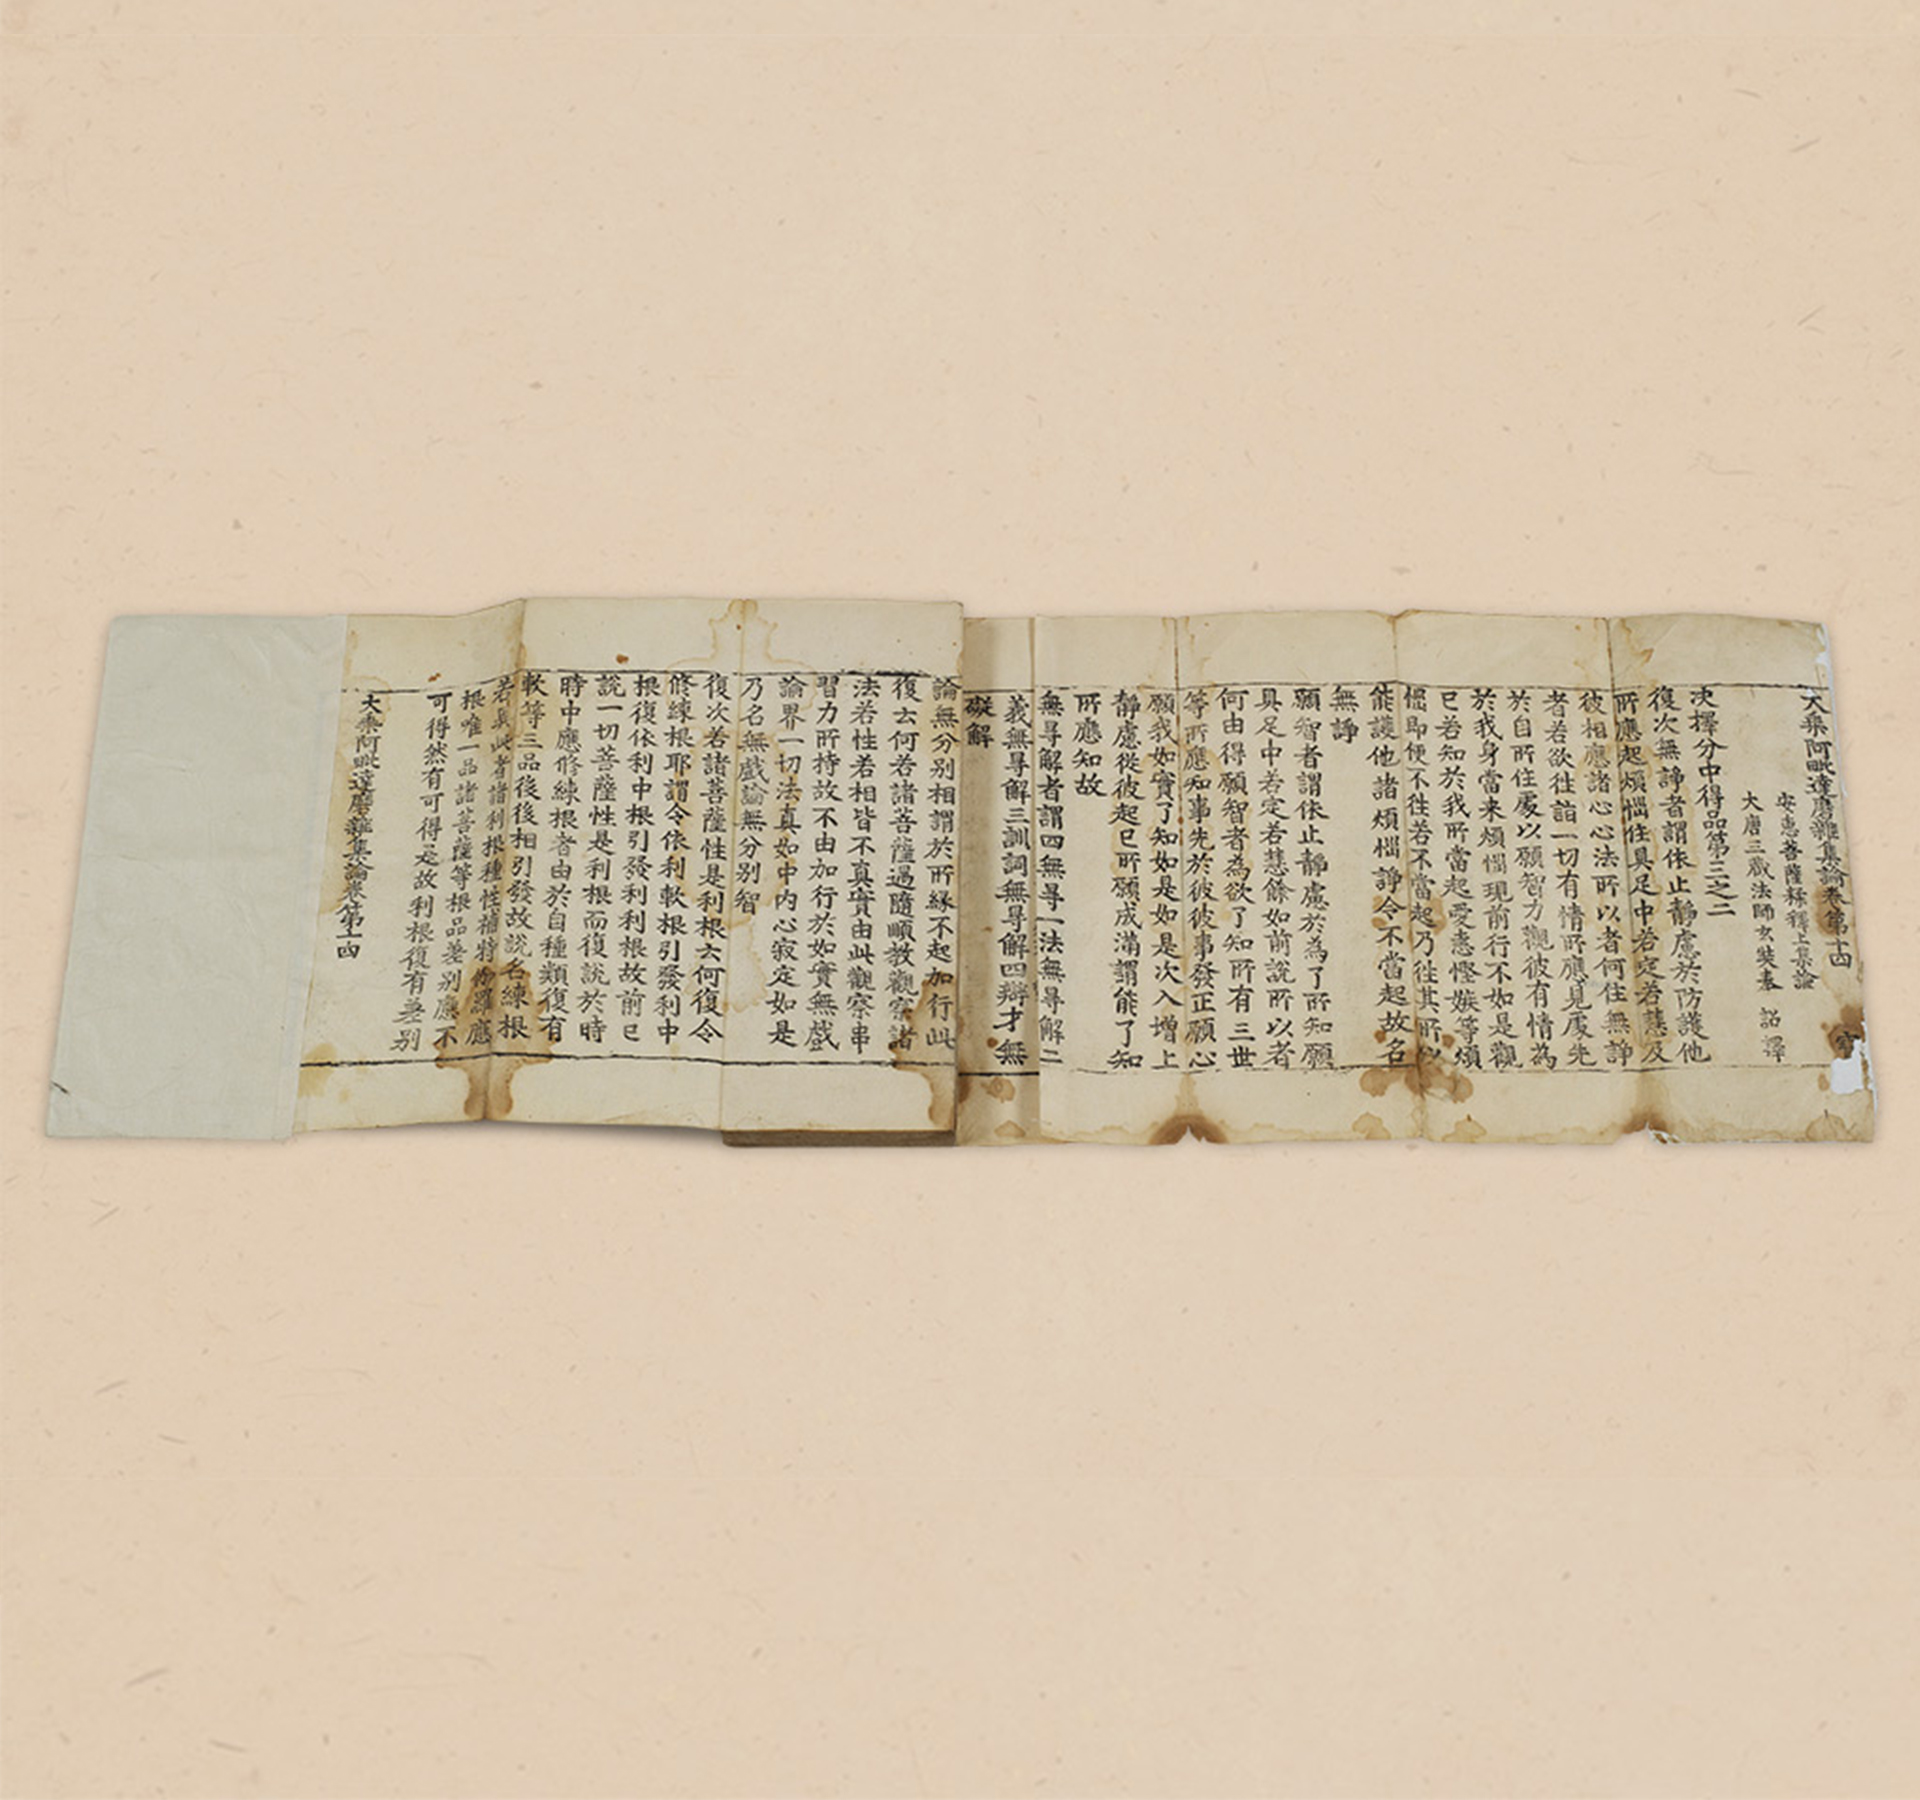 大乘阿毗達磨雜集論卷第十四
安惠菩薩糅釋上集論
大唐三藏法師玄奘奉 詔譯
决擇分中得品第三之二
復次無諍者謂依止靜慮於防護他
所應起煩惱住具足中若定若慧及
彼相應諸心心法所以者何住無諍
者若欲往詣一切有情所應見處先
於自所住處以願智力觀彼有情為
於我身當来煩惱現前行不如是觀
已若知於我所當起愛恚慳嫉等煩
惱即便不往若不當起乃往其所以
能護他諸煩惱諍令不當起故名
無諍
願智者謂依止靜慮於為了所知願
具足中若定若慧餘如前說所以者
何由得願智者為欲了知所有三世
等所應知事先於彼彼事發正願心
願我如實了知如是如是次入增上
靜慮從彼起已所願成滿謂能了知
所應知故
無㝵解者謂四無㝵一法無㝵解二
義無㝵解三訓詞無㝵解四辯才無
礙解
論無分別相謂於所緣不起加行此
復云何若諸菩薩過隨順教觀察諸
法若性若相皆不真實由此觀察串
習力所持故不由加行於如實無戲
論界一切法真如中内心寂定如是
乃名無戲論無分別智
復次若諸菩薩性是利根云何復令
修練根耶謂令依利軟根引發利中
根復依利中根引發利利根故前已
說一切菩薩性是利根而復說於時
時中應修練根者由於自種類復有
軟等三品後後相引發故說名練根
若異此者諸利根種性補特伽羅應
根唯一品諸菩薩等根品差別應不
可得然有可得是故利根復有差別
大乘阿毗達磨雜集論卷第十四